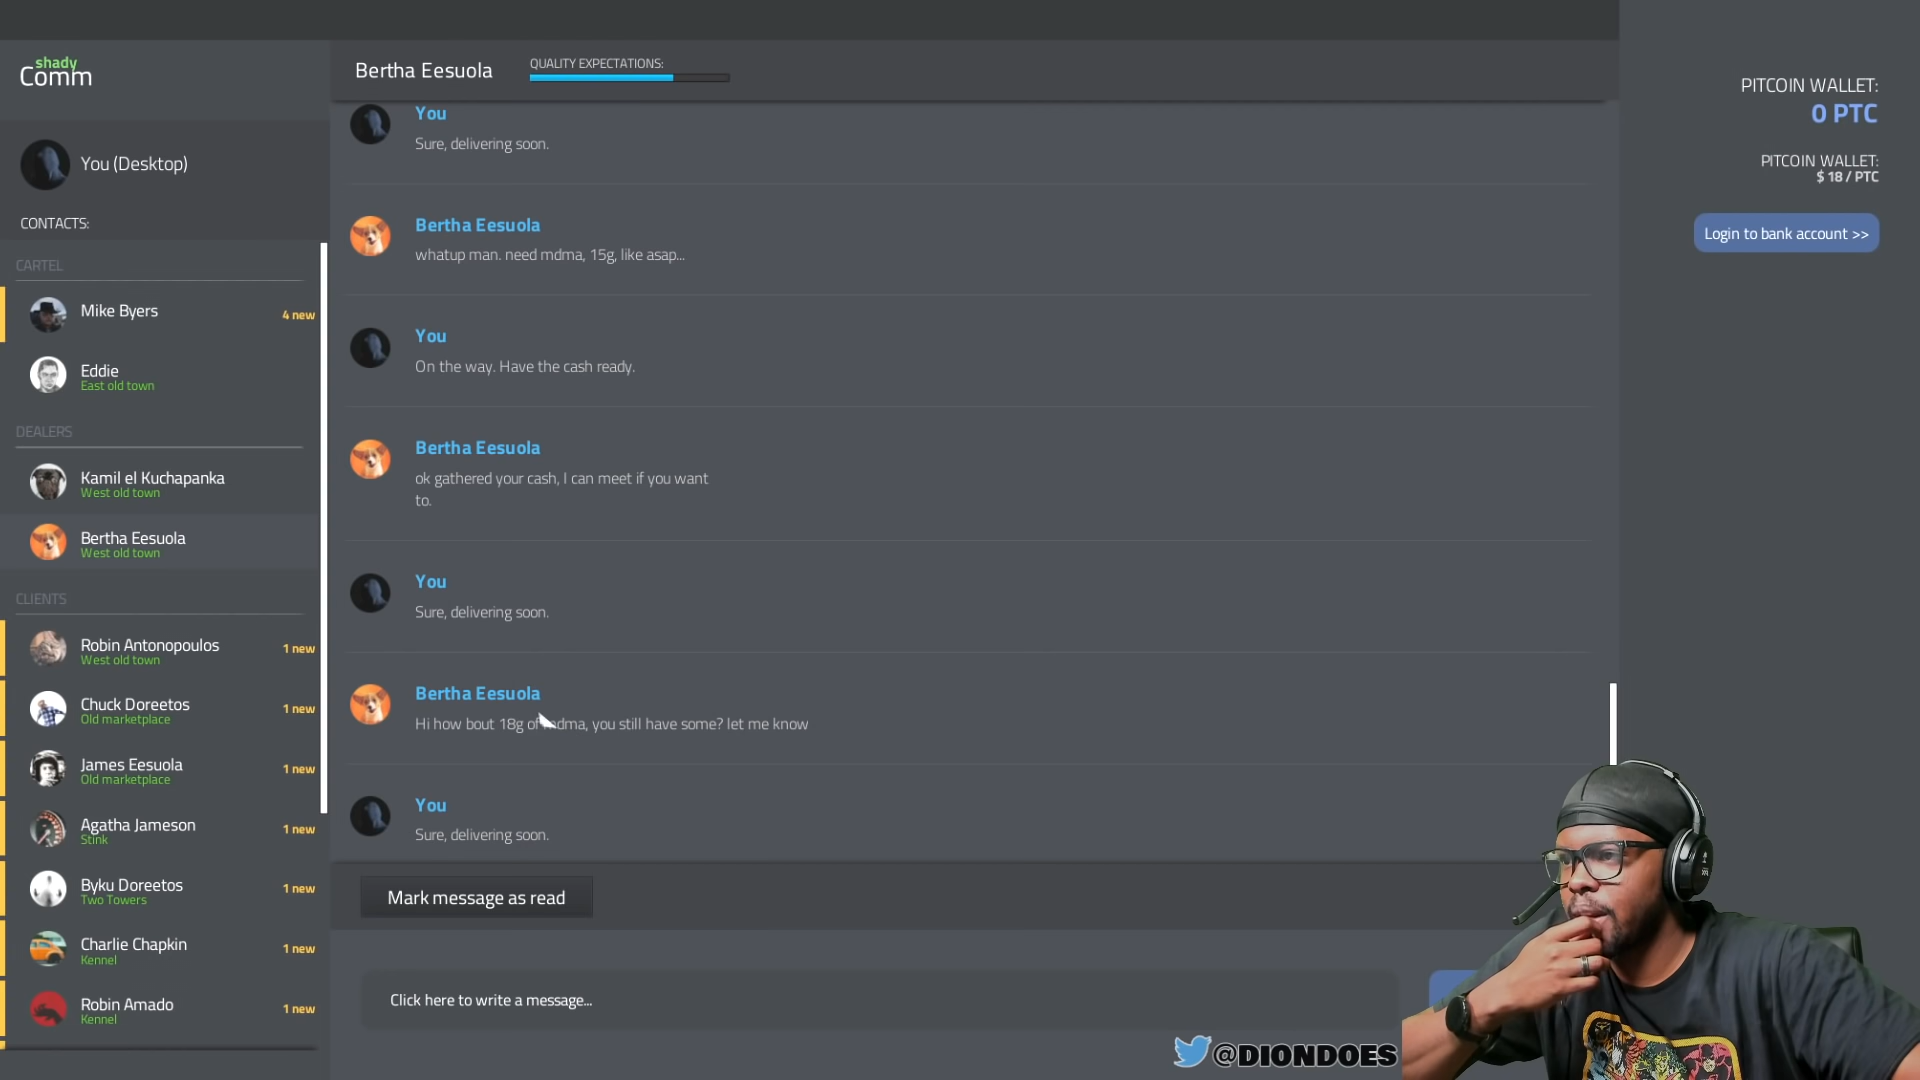 shady
Comm
You (Desktop)
CONTACTS:
CARTEL
Mike Byers
4 new
Eddie
East old town
DEALERS
Kamil el Kuchapanka
West old town
Bertha Eesuola
West old town
CLIENTS
Robin Antonopoulos
West old town
1 new
Chuck Doreetos
Old marketplace
1 new
James Eesuola
Old marketplace
1 new
Agatha Jameson
Stink
1 new
Byku Doreetos
Two Towers
1 new
Charlie Chapkin
Kennel
1 new
Robin Amado
Kennel
1 new
Bertha Eesuola
QUALITY EXPECTATIONS:
You
Sure, delivering soon.
Bertha Eesuola
whatup man. need mdma, 15g, like asap...
You
On the way. Have the cash ready.
Bertha Eesuola
ok gathered your cash, I can meet if you want
to.
You
Sure, delivering soon.
Bertha Eesuola
Hi how bout 18g of mdma, you still have some? let me know
You
Sure, delivering soon.
Mark message as read
Click here to write a message...
PITCOIN WALLET:
0 PTC
PITCOIN WALLET:
$ 18 / PTC
Login to bank account >>
@DIONDOES